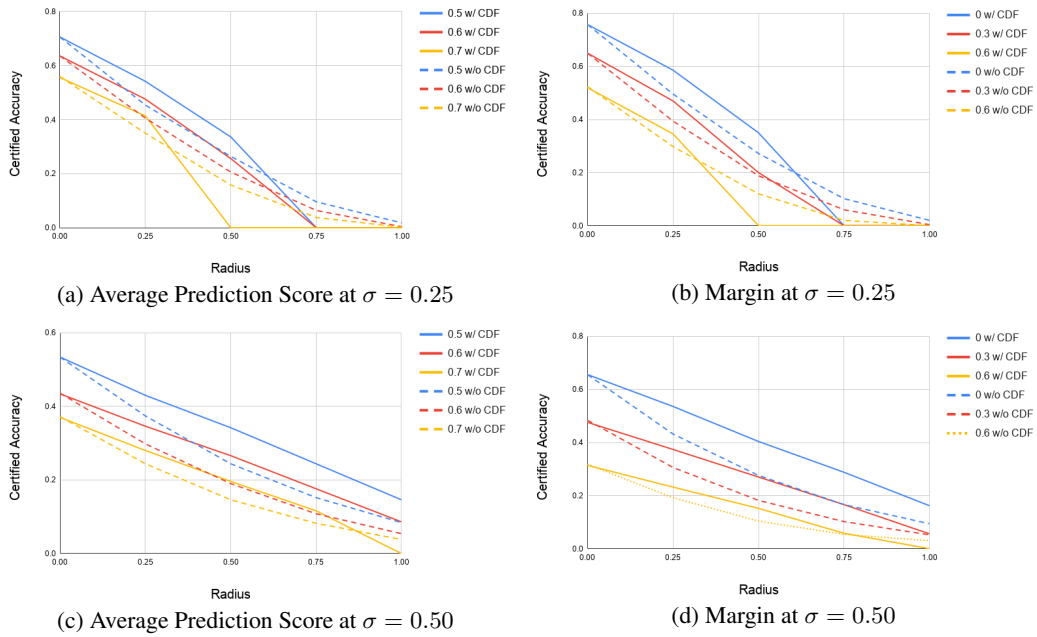 0.8
0.6
0.4
0.2
0.0
Certified Accuracy
0.00 0.25 0.50 0.75 1.00
Radius
0.5 w/ CDF
0.6 w/ CDF
0.7 w/ CDF
0.5 w/o CDF
0.6 w/o CDF
0.7 w/o CDF
(a) Average Prediction Score at σ = 0.25
0.8
0.6
0.4
0.2
0.0
Certified Accuracy
0.00 0.25 0.50 0.75 1.00
Radius
0 w/ CDF
0.3 w/ CDF
0.6 w/ CDF
0 w/o CDF
0.3 w/o CDF
0.6 w/o CDF
(b) Margin at σ = 0.25
0.6
0.4
0.2
0.0
Certified Accuracy
0.00 0.25 0.50 0.75 1.00
Radius
0.5 w/ CDF
0.6 w/ CDF
0.7 w/ CDF
0.5 w/o CDF
0.6 w/o CDF
0.7 w/o CDF
(c) Average Prediction Score at σ = 0.50
0.8
0.6
0.4
0.2
0.0
Certified Accuracy
0.00 0.25 0.50 0.75 1.00
Radius
0 w/ CDF
0.3 w/ CDF
0.6 w/ CDF
0 w/o CDF
0.3 w/o CDF
0.6 w/o CDF
(d) Margin at σ = 0.50